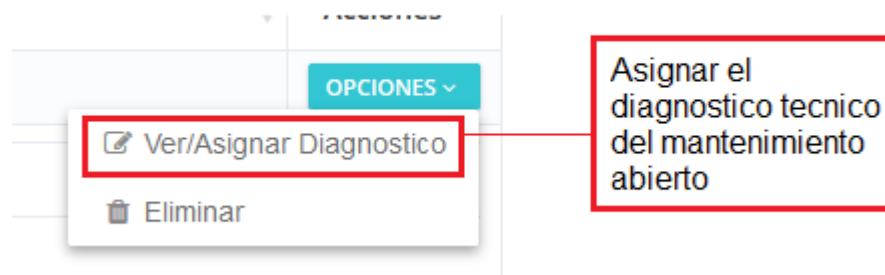 Acciones
OPCIONES
Ver/Asignar Diagnostico
Eliminar
Asignar el
diagnostico tecnico
del mantenimiento
abierto